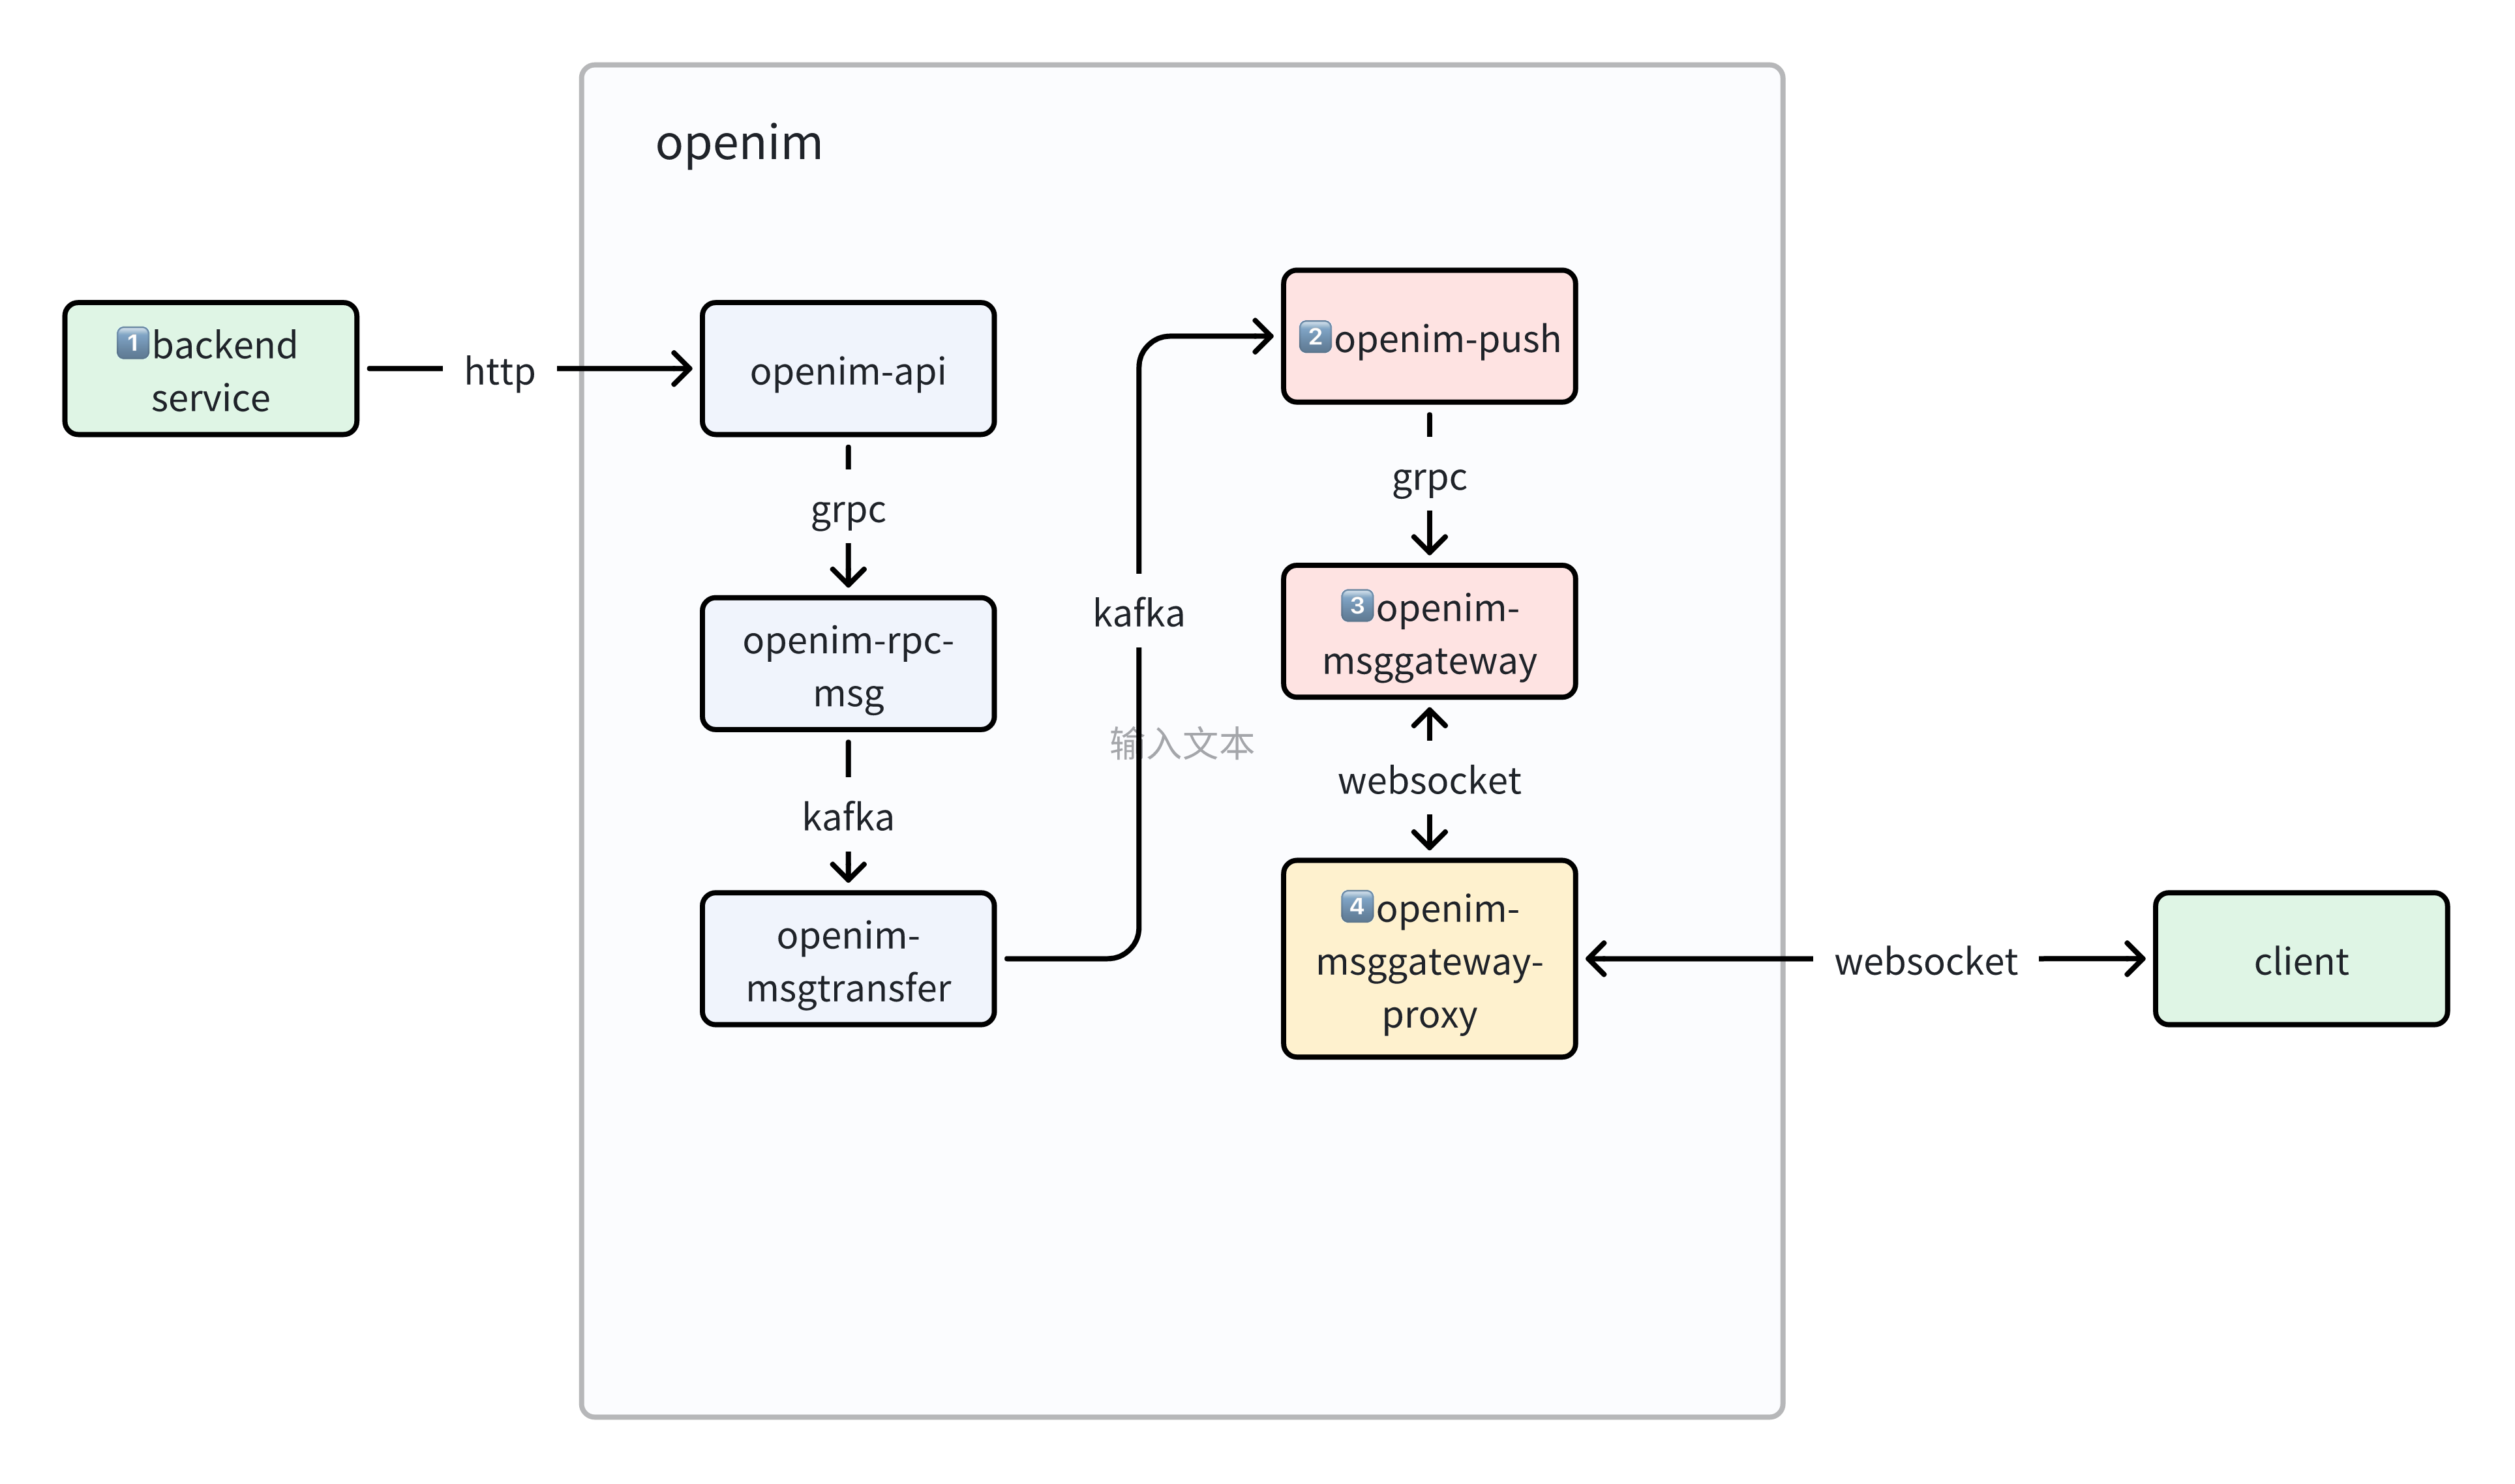 openim
1️⃣backend
service
http
openim-api
grpc
openim-rpc-
msg
kafka
openim-
msgtransfer
kafka
输入文本
2️⃣openim-push
grpc
3️⃣openim-
msggateway
websocket
4️⃣openim-
msggateway-
proxy
websocket
client